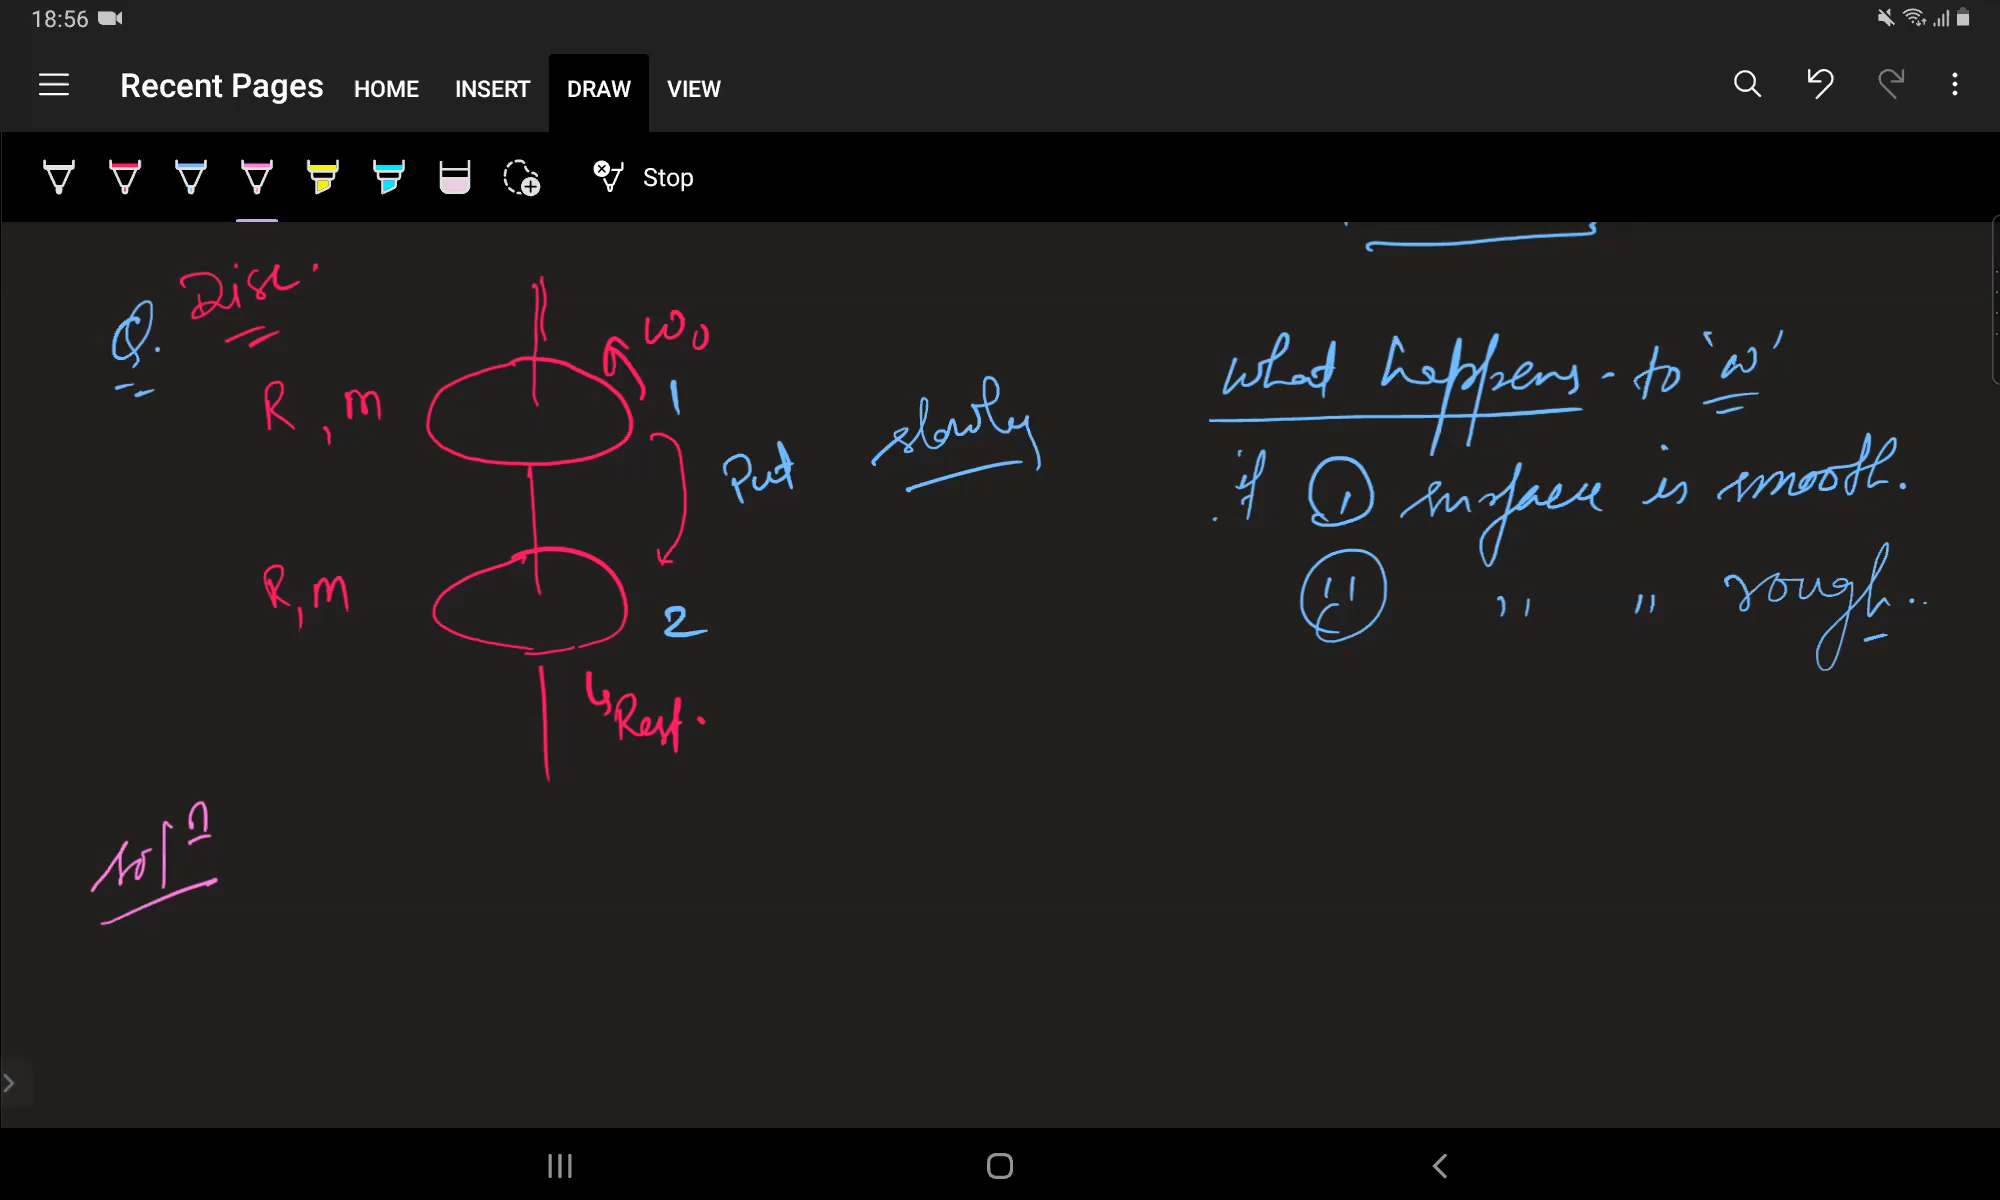 18:56
Recent Pages HOME INSERT DRAW VIEW
Stop
Q. Disc.
ω₀
R, m
1
Put slowly
R, m
2
Rest.
what happens - to 'ω'
if (i) surface is smooth.
(ii) " " rough..
solⁿ